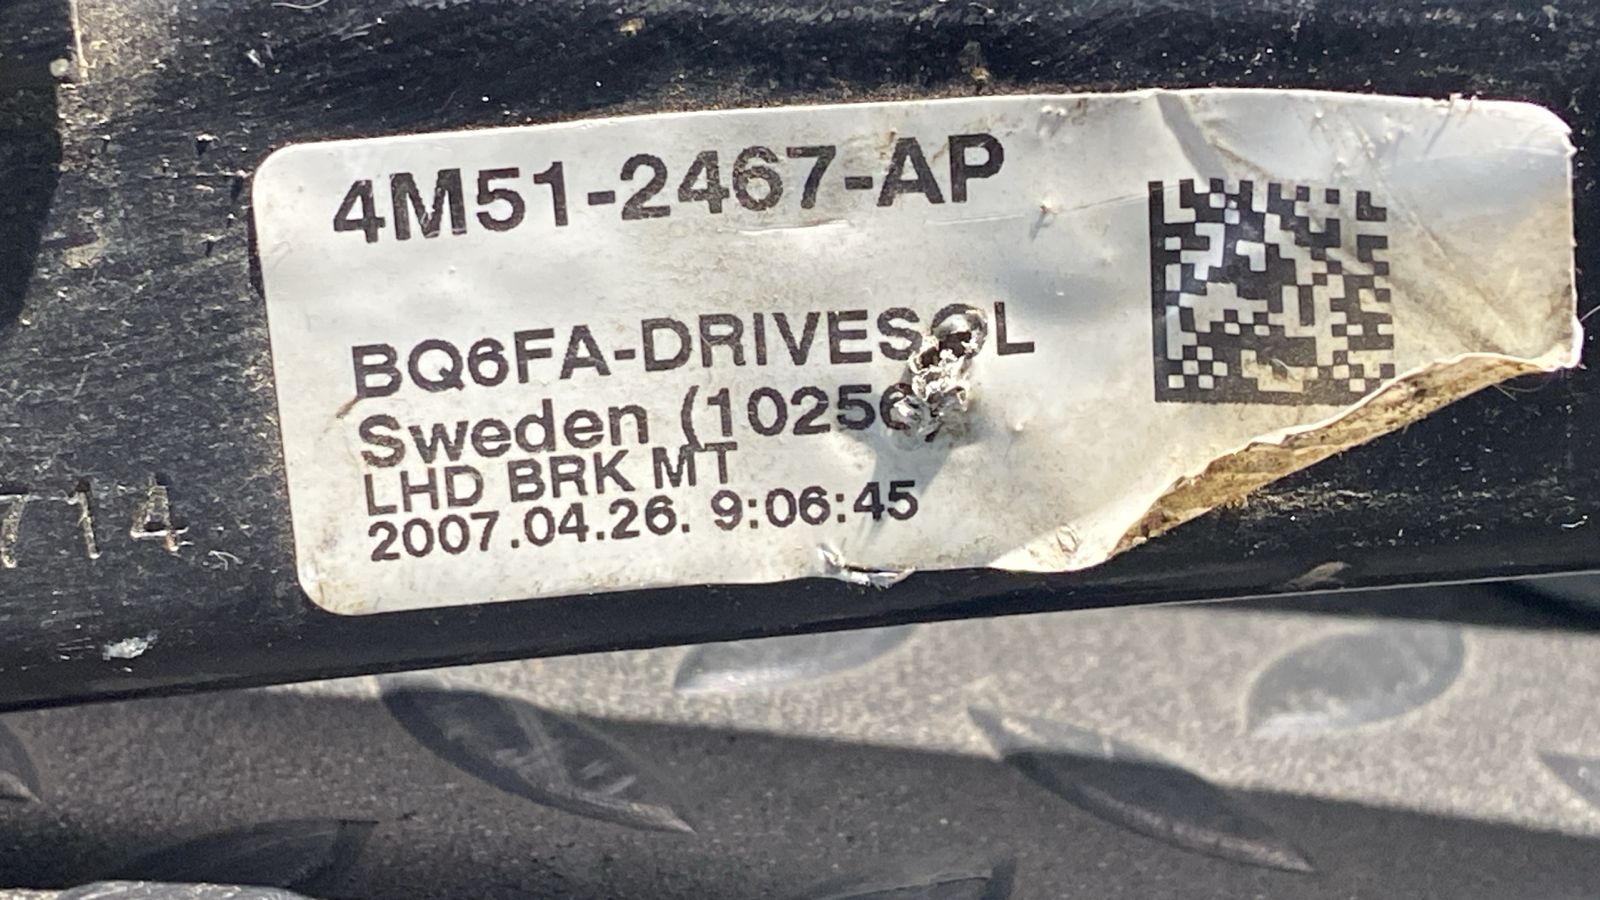 4M51-2467-AP
BQ6FA-DRIVESOL
Sweden (10256)
LHD BRK MT
2007.04.26. 9:06:45
714